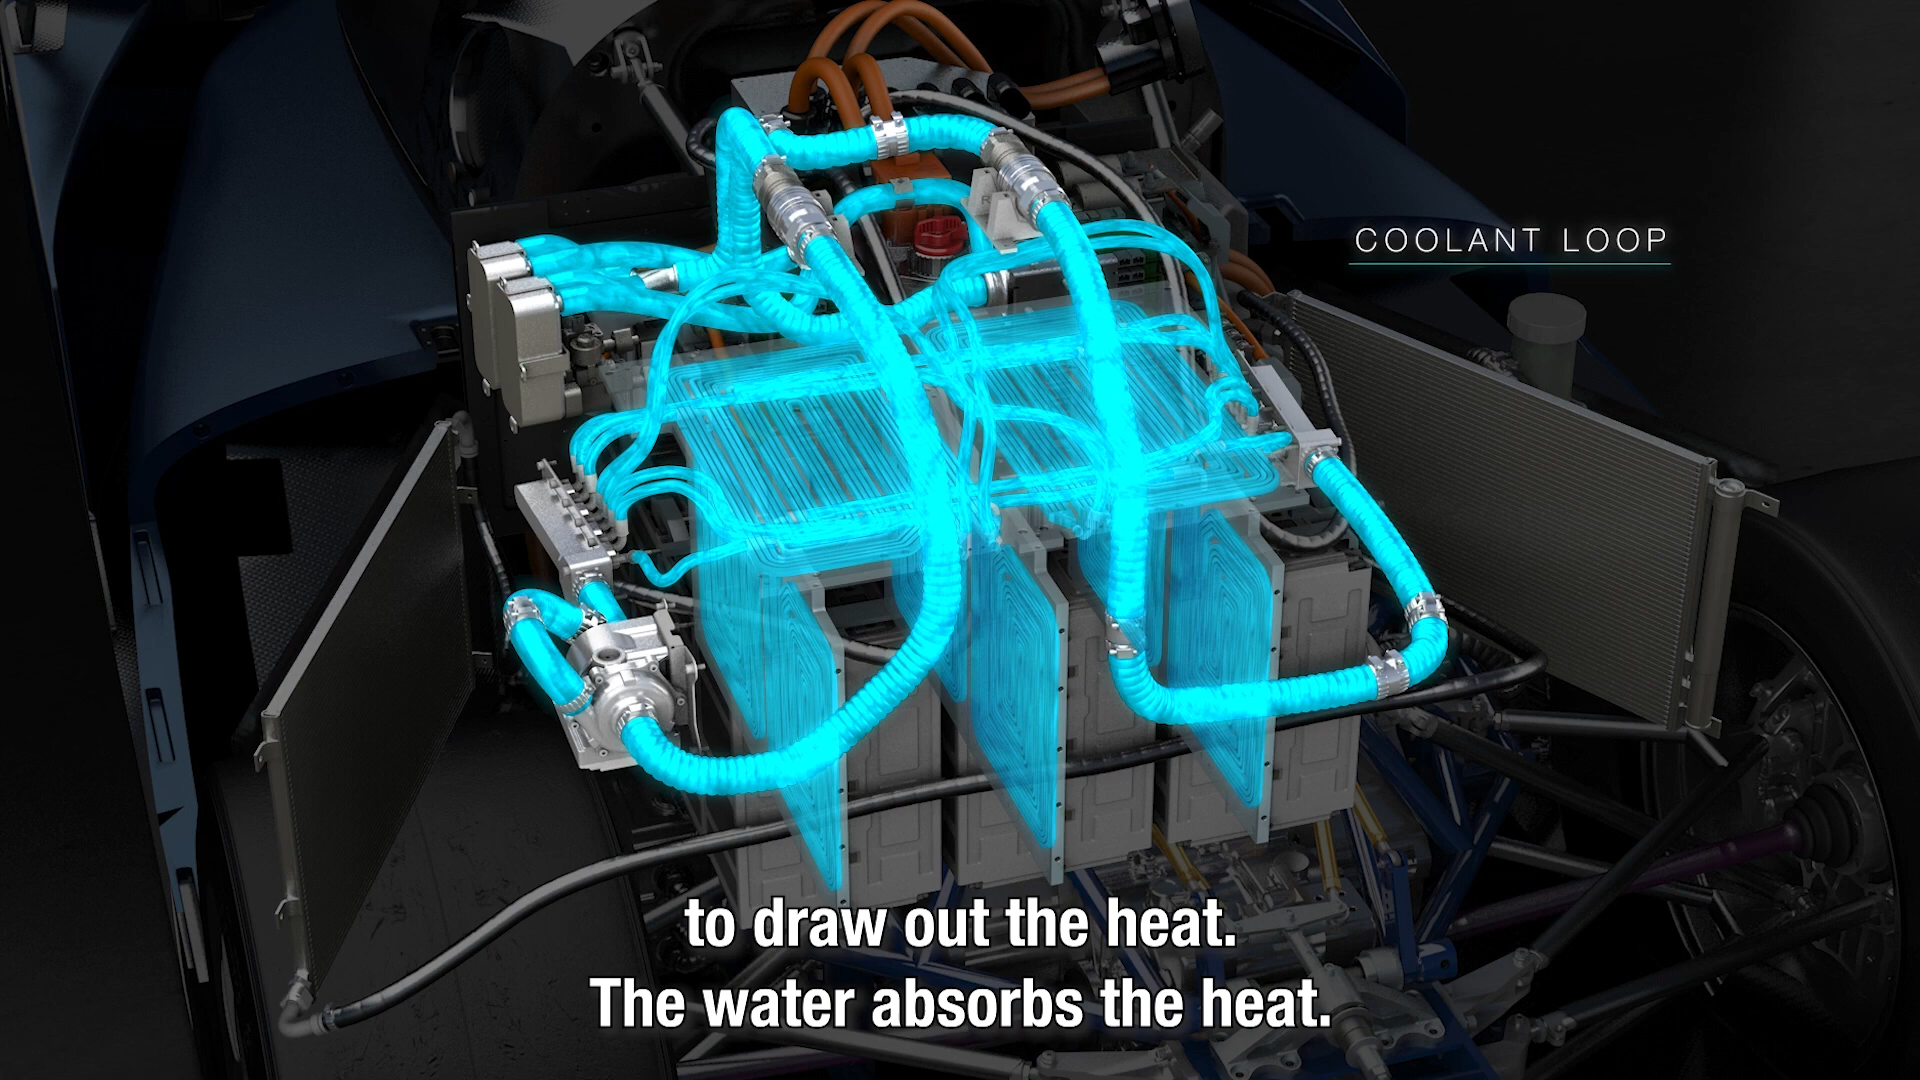 COOLANT LOOP
to draw out the heat.
The water absorbs the heat.